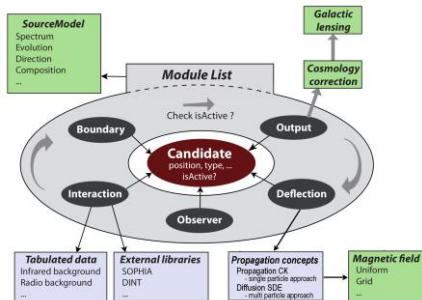 SourceModel
Spectrum
Evolution
Direction
Composition
...
Galactic
lensing
Cosmology
correction
Module List
Check isActive ?
Boundary
Output
Candidate
position, type, ...
isActive?
Interaction
Deflection
Observer
Tabulated data
Infrared background
Radio background
...
External libraries
SOPHIA
DINT
...
Propagation concepts
Propagation CK
- single particle approach
Diffusion SDE
- multi particle approach
Magnetic field
Uniform
Grid
...